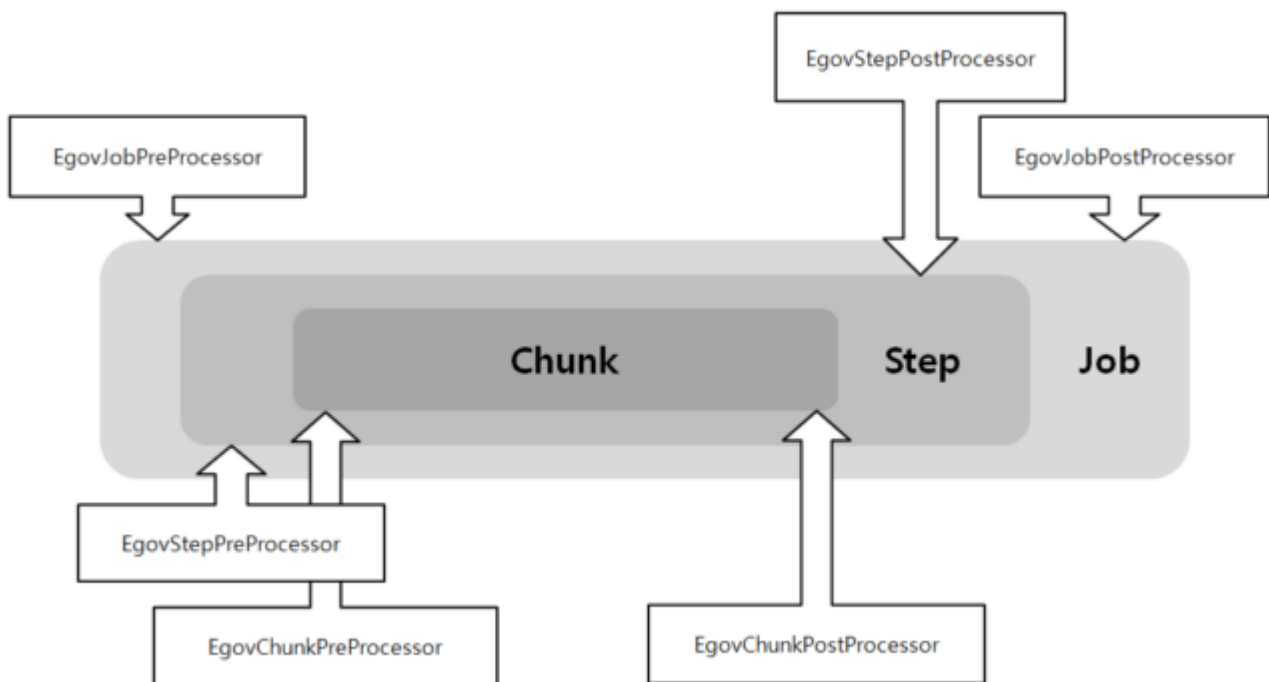 EgovStepPostProcessor
EgovJobPreProcessor
EgovJobPostProcessor
Chunk
Step
Job
EgovStepPreProcessor
EgovChunkPreProcessor
EgovChunkPostProcessor